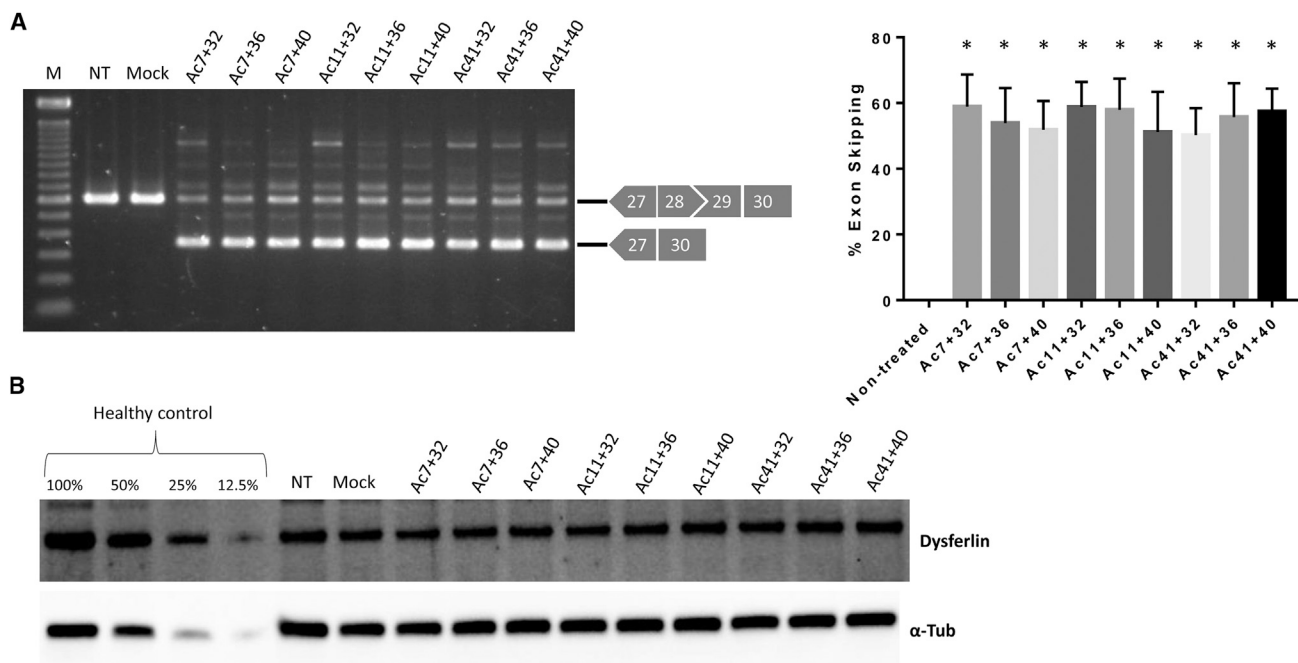 A
M
NT
Mock
Ac7+32
Ac7+36
Ac7+40
Ac11+32
Ac11+36
Ac11+40
Ac41+32
Ac41+36
Ac41+40
27 28 29 30
27 30
% Exon Skipping
80
60
40
20
0
* * * * * * * * *
Non-treated
Ac7+32
Ac7+36
Ac7+40
Ac11+32
Ac11+36
Ac11+40
Ac41+32
Ac41+36
Ac41+40
B
Healthy control
100% 50% 25% 12.5%
NT
Mock
Ac7+32
Ac7+36
Ac7+40
Ac11+32
Ac11+36
Ac11+40
Ac41+32
Ac41+36
Ac41+40
Dysferlin
α-Tub